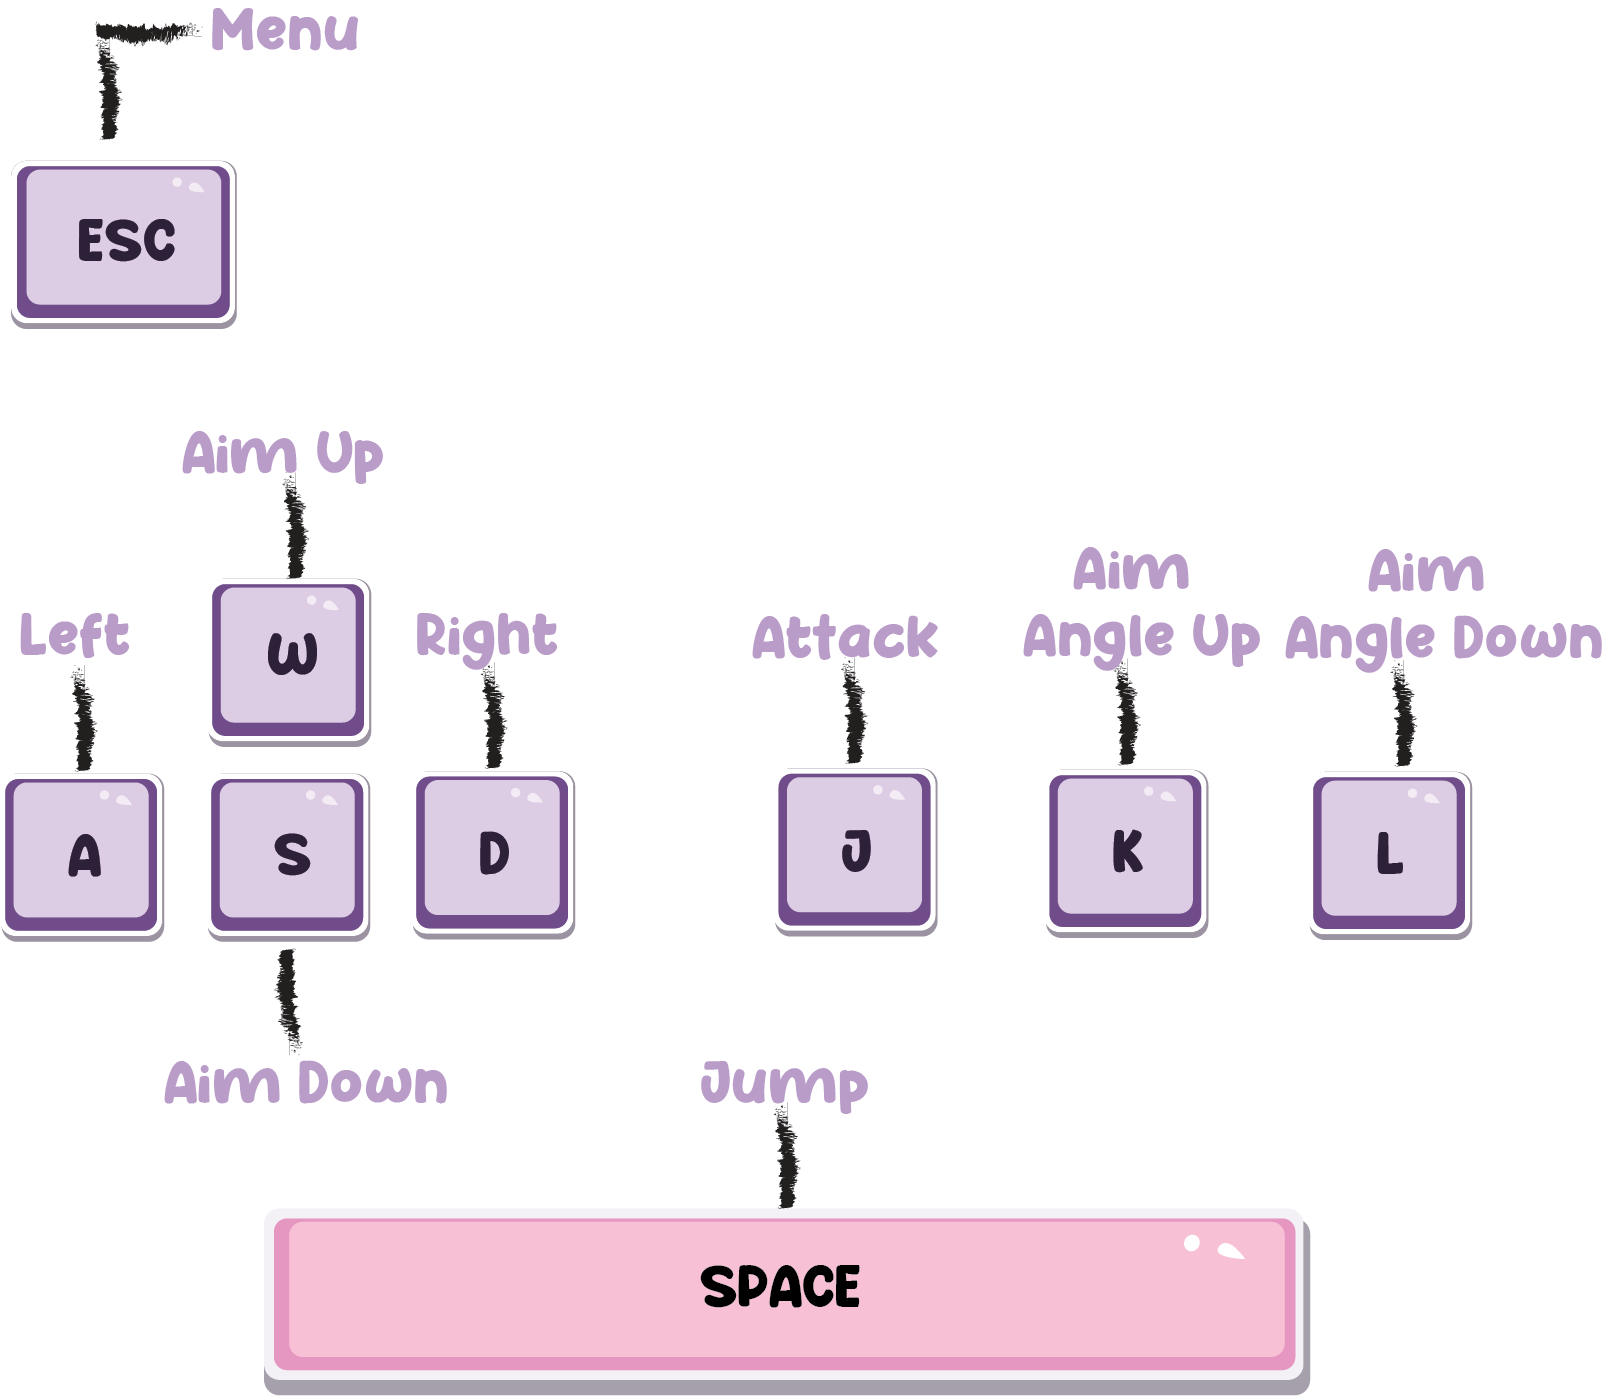 Menu
ESC
Aim Up
W
Left
Right
A
S
D
Aim Down
Attack
Aim
Angle Up
Aim
Angle Down
J
K
L
Jump
SPACE